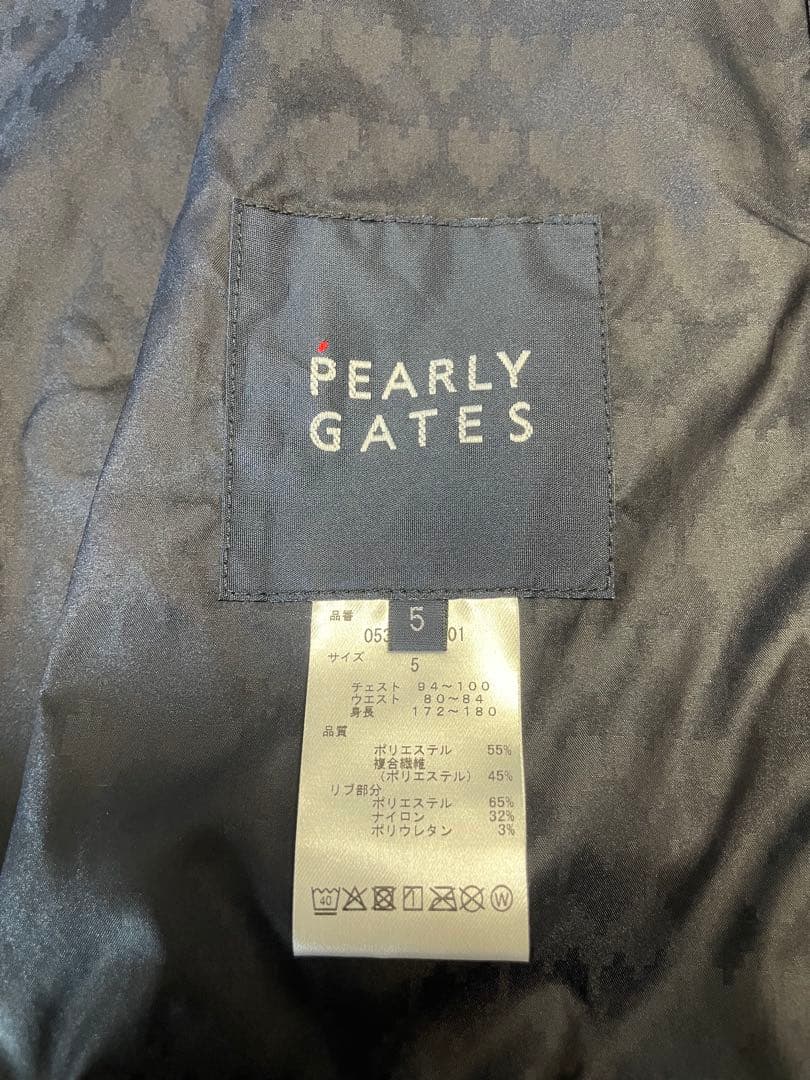 PEARLY
GATES
5
品番
053 01
サイズ
5
チェスト 94~100
ウエスト 80~84
身長 172~180
品質
ポリエステル 55%
複合繊維
(ポリエステル) 45%
リブ部分
ポリエステル 65%
ナイロン 32%
ポリウレタン 3%
40
W